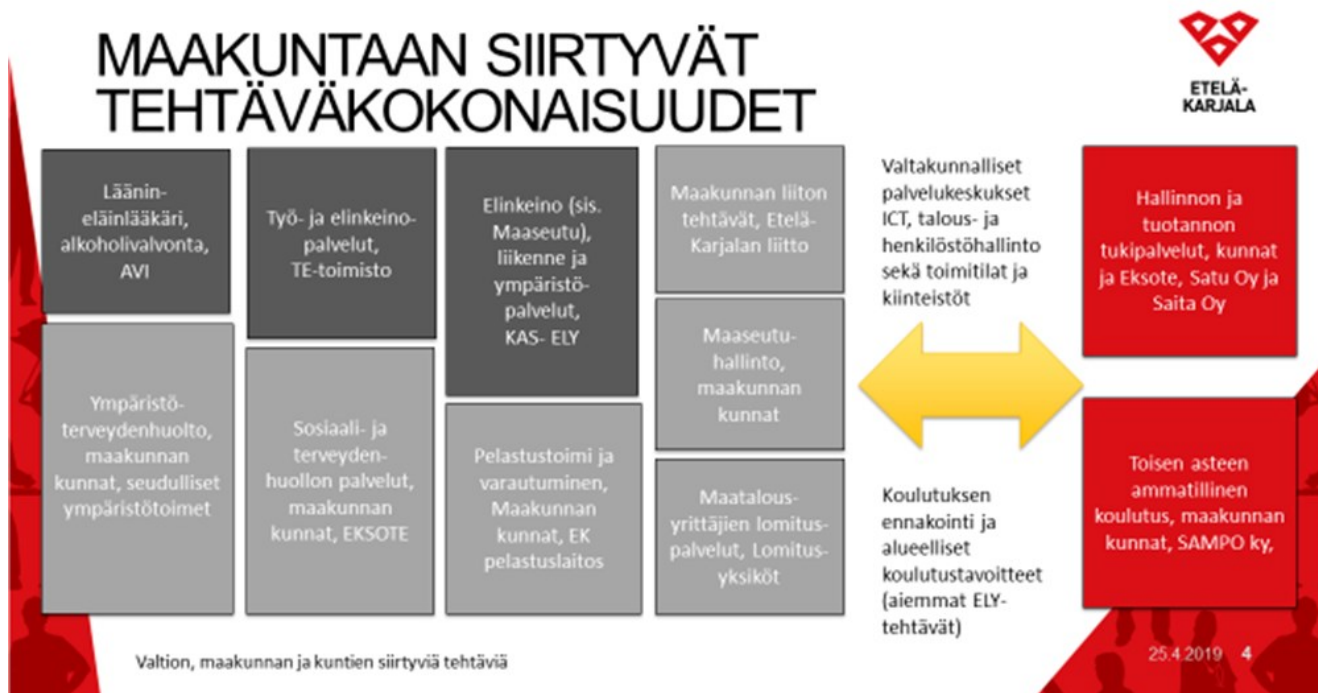 MAAKUNTAAN SIIRTYVÄT
TEHTÄVÄKOKONAISUUDET
ETELÄ-
KARJALA
Läänin-
eläinlääkäri,
alkoholivalvonta,
AVI
Työ- ja elinkeino-
palvelut,
TE-toimisto
Elinkeino (sis.
Maaseutu),
liikenne ja
ympäristö-
palvelut,
KAS- ELY
Maakunnan liiton
tehtävät, Etelä-
Karjalan liitto
Valtakunnalliset
palvelukeskukset
ICT, talous- ja
henkilöstöhallinto
sekä toimitilat ja
kiinteistöt
Hallinnon ja
tuotannon
tukipalvelut, kunnat
ja Eksote, Satu Oy ja
Saita Oy
Ympäristö-
terveydenhuolto,
maakunnan
kunnat, seudulliset
ympäristötoimet
Sosiaali- ja
terveyden-
huollon palvelut,
maakunnan
kunnat, EKSOTE
Pelastustoimi ja
varautuminen,
Maakunnan
kunnat, EK
pelastuslaitos
Maaseutu-
hallinto,
maakunnan
kunnat
Maatalous-
yrittäjien lomitus-
palvelut, Lomitus-
yksiköt
Koulutuksen
ennakointi ja
alueelliset
koulutustavoitteet
(aiemmat ELY-
tehtävät)
Toisen asteen
ammatillinen
koulutus, maakunnan
kunnat, SAMPO ky,
Valtion, maakunnan ja kuntien siirtyviä tehtäviä
25.4.2019 4